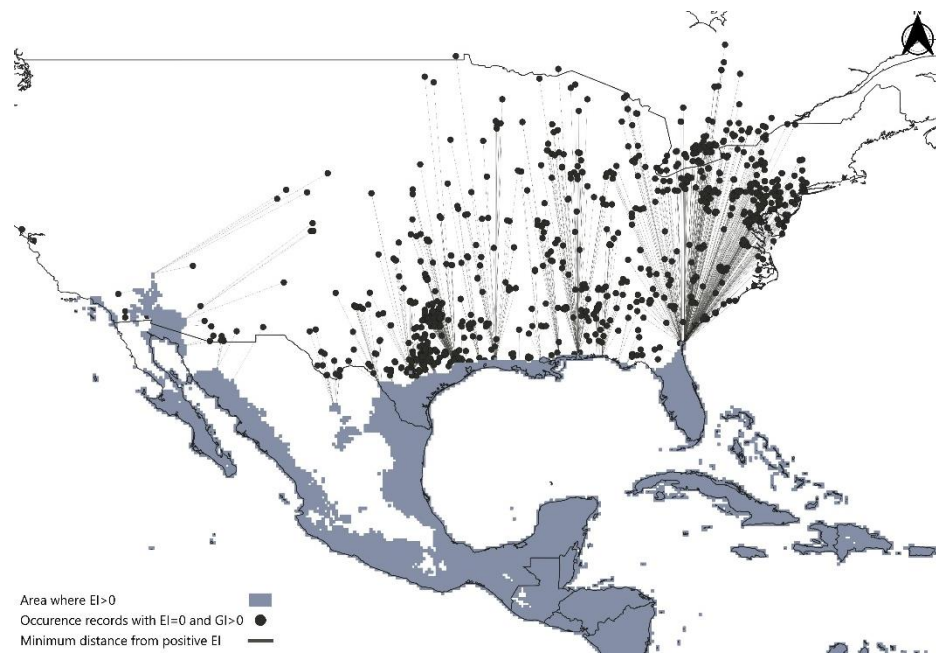 N
Area where EI>0
Occurence records with EI=0 and GI>0
Minimum distance from positive EI